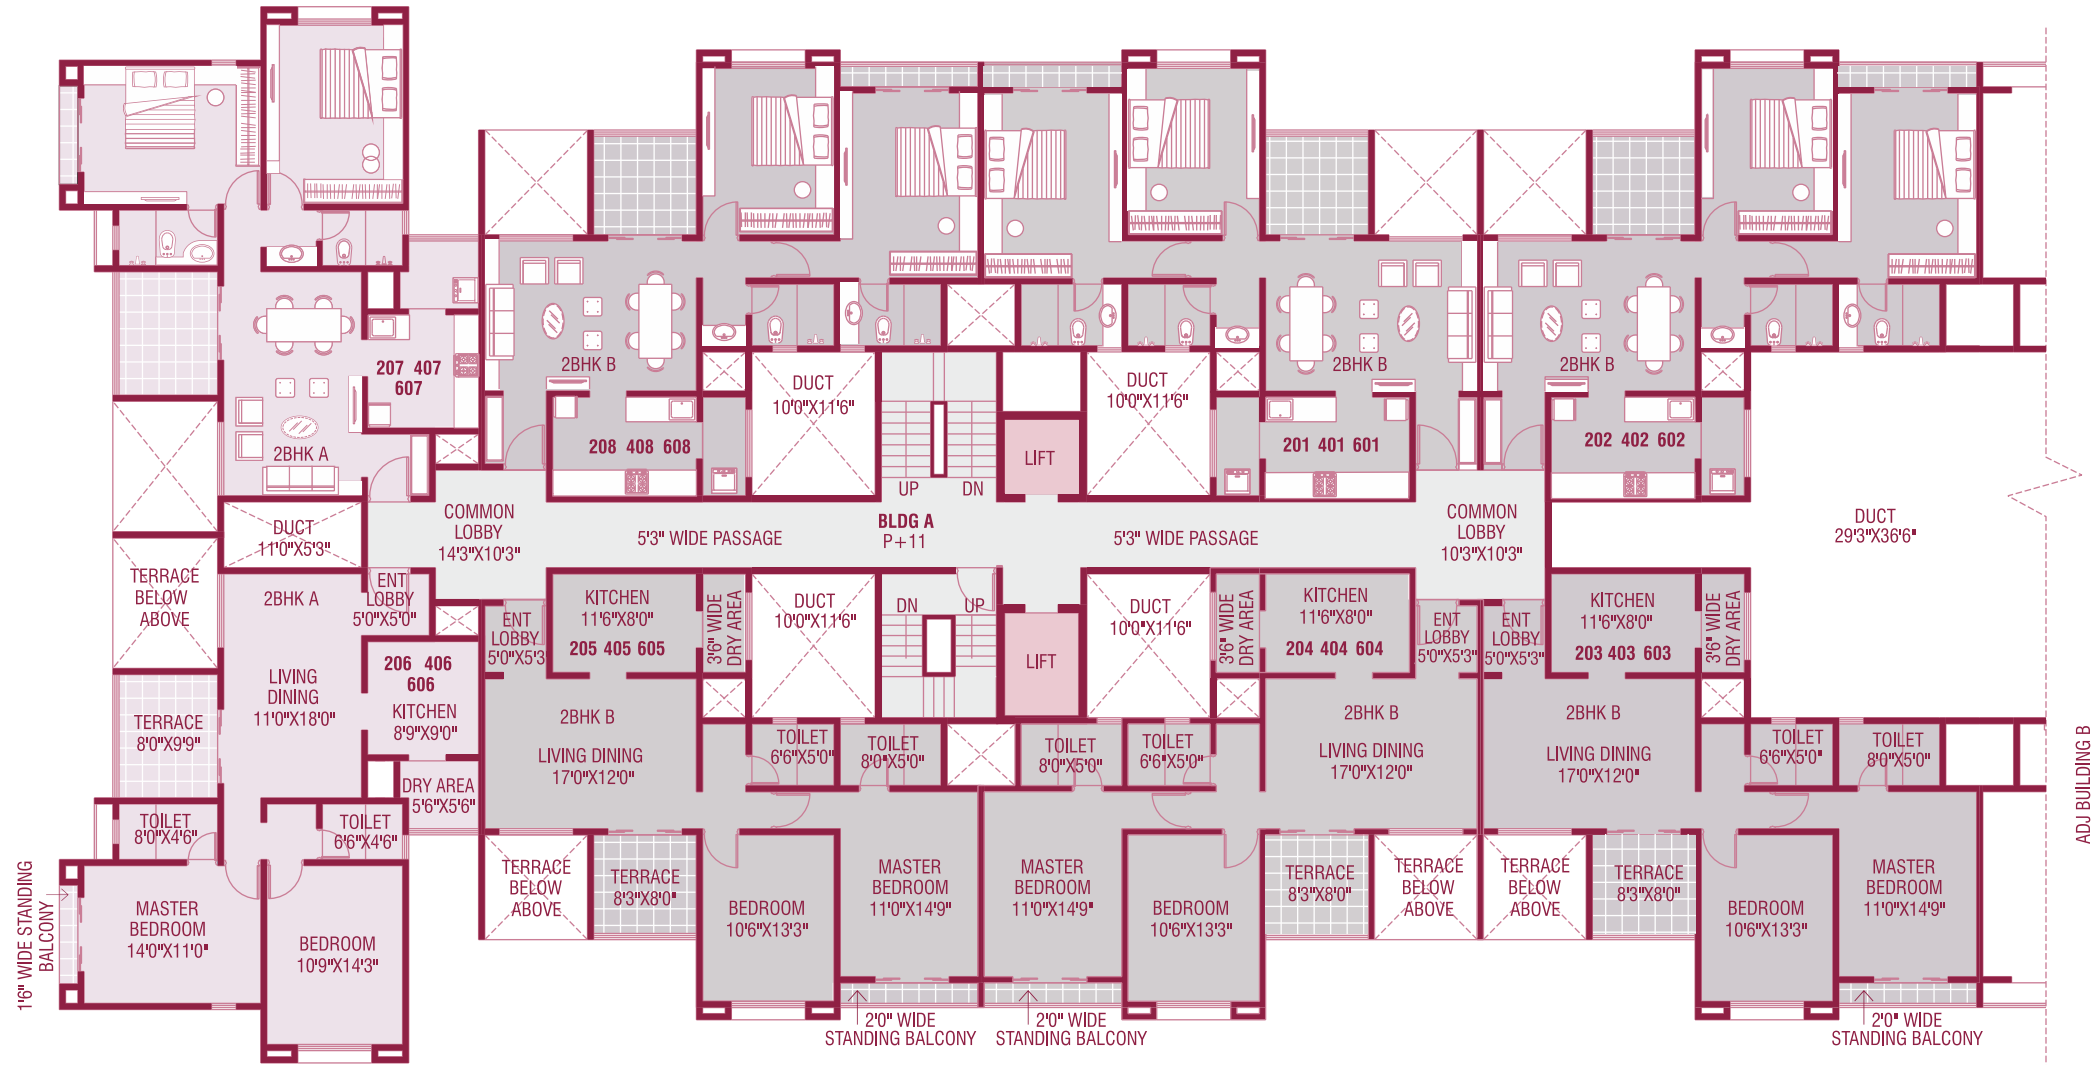 207 407
607
2BHK A
2BHK B
208 408 608
DUCT
10'0"X11'6"
UP
DN
LIFT
DUCT
10'0"X11'6"
2BHK B
201 401 601
2BHK B
202 402 602
DUCT
11'0"X5'3"
COMMON
LOBBY
14'3"X10'3"
5'3" WIDE PASSAGE
BLDG A
P+11
5'3" WIDE PASSAGE
COMMON
LOBBY
10'3"X10'3"
DUCT
29'3"X36'6"
TERRACE
BELOW
ABOVE
2BHK A
ENT
LOBBY
5'0"X5'0"
LIVING
DINING
11'0"X18'0"
206 406
606
KITCHEN
8'9"X9'0"
DRY AREA
5'6"X5'6"
TERRACE
8'0"X9'9"
TOILET
8'0"X4'6"
TOILET
6'6"X4'6"
MASTER
BEDROOM
14'0"X11'0"
BEDROOM
10'9"X14'3"
1'6" WIDE STANDING
BALCONY
ENT
LOBBY
5'0"X5'3
KITCHEN
11'6"X8'0"
205 405 605
3'6" WIDE
DRY AREA
DUCT
10'0"X11'6
DN
UP
LIFT
2BHK B
LIVING DINING
17'0"X12'0"
TOILET
6'6"X5'0"
TOILET
8'0"X5'0"
TERRACE
BELOW
ABOVE
TERRACE
8'3"X8'0"
BEDROOM
10'6"X13'3"
MASTER
BEDROOM
11'0"X14'9"
2'0" WIDE
STANDING BALCONY
DUCT
10'0"X11'6
3'6" WIDE
DRY AREA
KITCHEN
11'6"X8'0"
204 404 604
ENT
LOBBY
5'0"X5'3
2BHK B
LIVING DINING
17'0"X12'0"
TOILET
8'0"X5'0"
TOILET
6'6"X5'0"
MASTER
BEDROOM
11'0"X14'9"
BEDROOM
10'6"X13'3"
TERRACE
8'3"X8'0"
TERRACE
BELOW
ABOVE
2'0" WIDE
STANDING BALCONY
ENT
LOBBY
5'0"X5'3"
KITCHEN
11'6"X8'0"
203 403 603
3'6" WIDE
DRY AREA
2BHK B
LIVING DINING
17'0"X12'0"
TOILET
6'6"X5'0"
TOILET
8'0"X5'0"
TERRACE
BELOW
ABOVE
TERRACE
8'3"X8'0"
BEDROOM
10'6"X13'3"
MASTER
BEDROOM
11'0"X14'9"
2'0" WIDE
STANDING BALCONY
ADJ BUILDING B